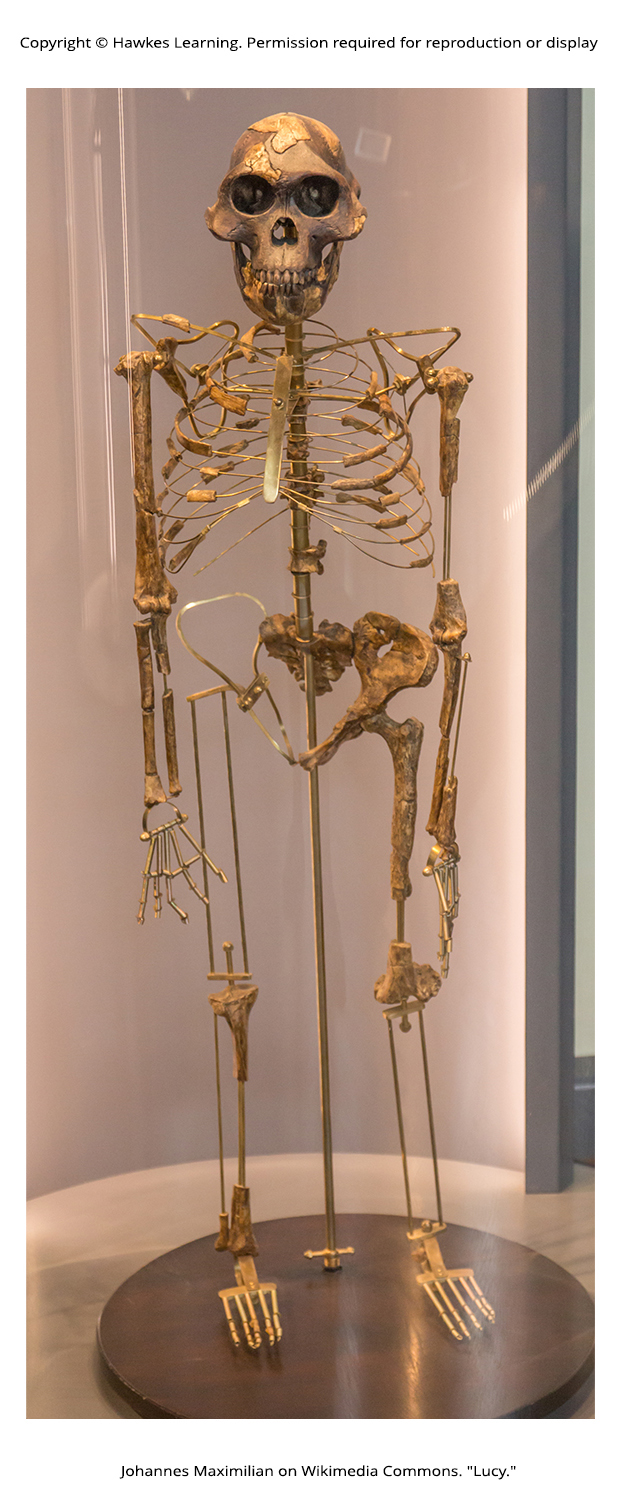 Copyright © Hawkes Learning. Permission required for reproduction or display
Johannes Maximilian on Wikimedia Commons. "Lucy."